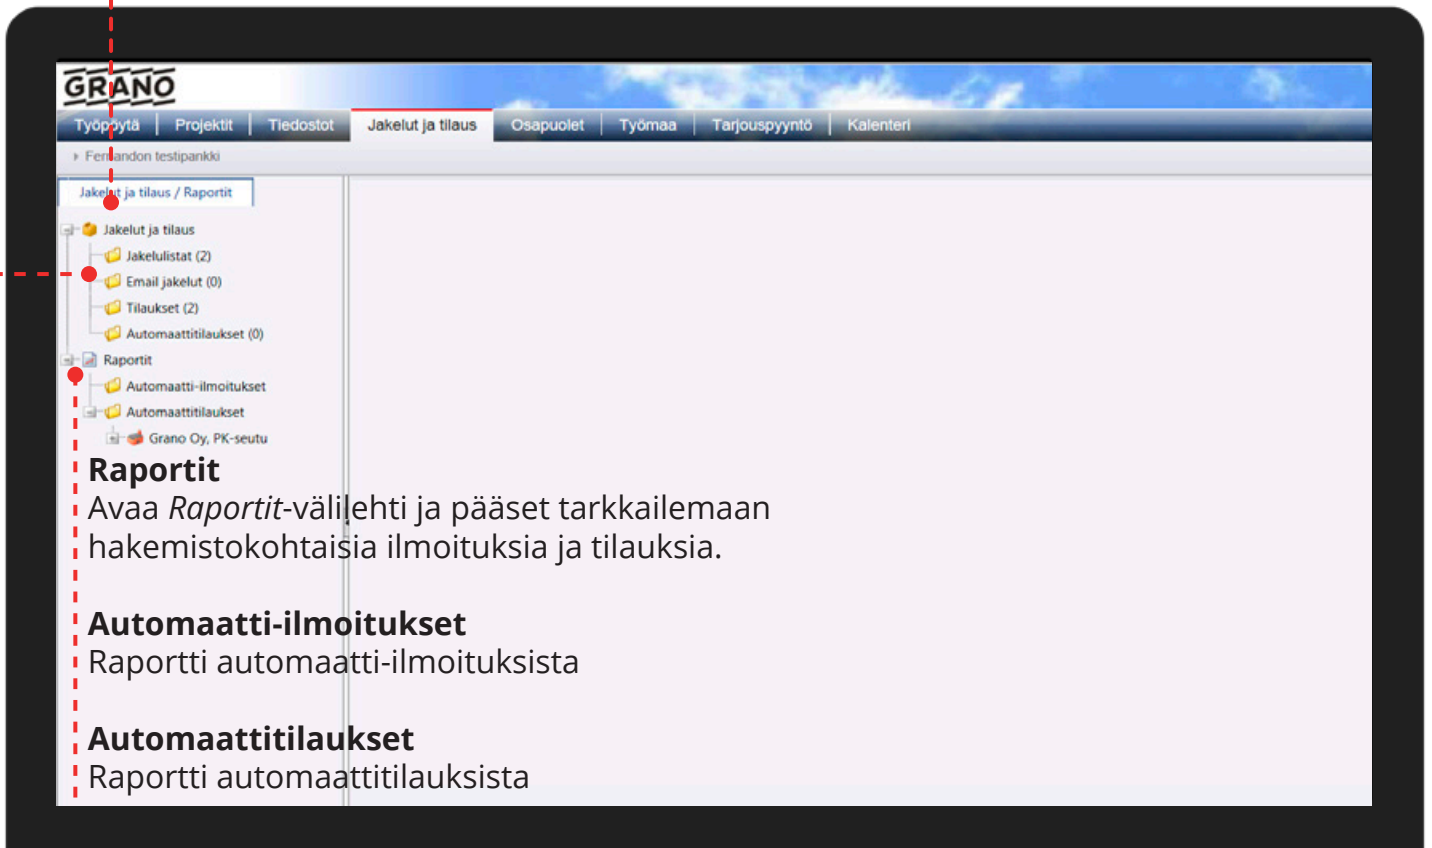 GRANO
Työpöytä Projektit Tiedostot Jakelut ja tilaus Osapuolet Työmaa Tarjouspyyntö Kalenteri
Fernandon testipankki
Jakelut ja tilaus / Raportit
Jakelut ja tilaus
Jakelulistat (2)
Email jakelut (0)
Tilaukset (2)
Automaattitilaukset (0)
Raportit
Automaatti-ilmoitukset
Automaattitilaukset
Grano Oy, PK-seutu
Raportit
Avaa Raportit-välilehti ja pääset tarkkailemaan
hakemistokohtaisia ilmoituksia ja tilauksia.
Automaatti-ilmoitukset
Raportti automaatti-ilmoituksista
Automaattitilaukset
Raportti automaattitilauksista